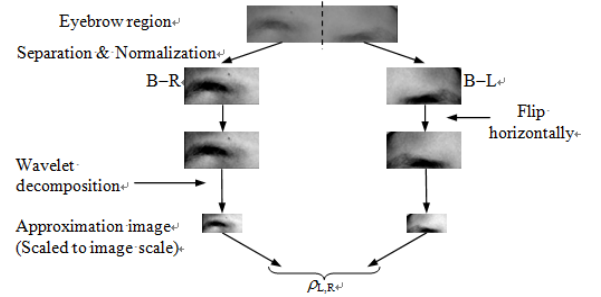 Eyebrow region
Separation & Normalization
B–R
B–L
Flip
horizontally
Wavelet
decomposition
Approximation image
(Scaled to image scale)
ρL,R